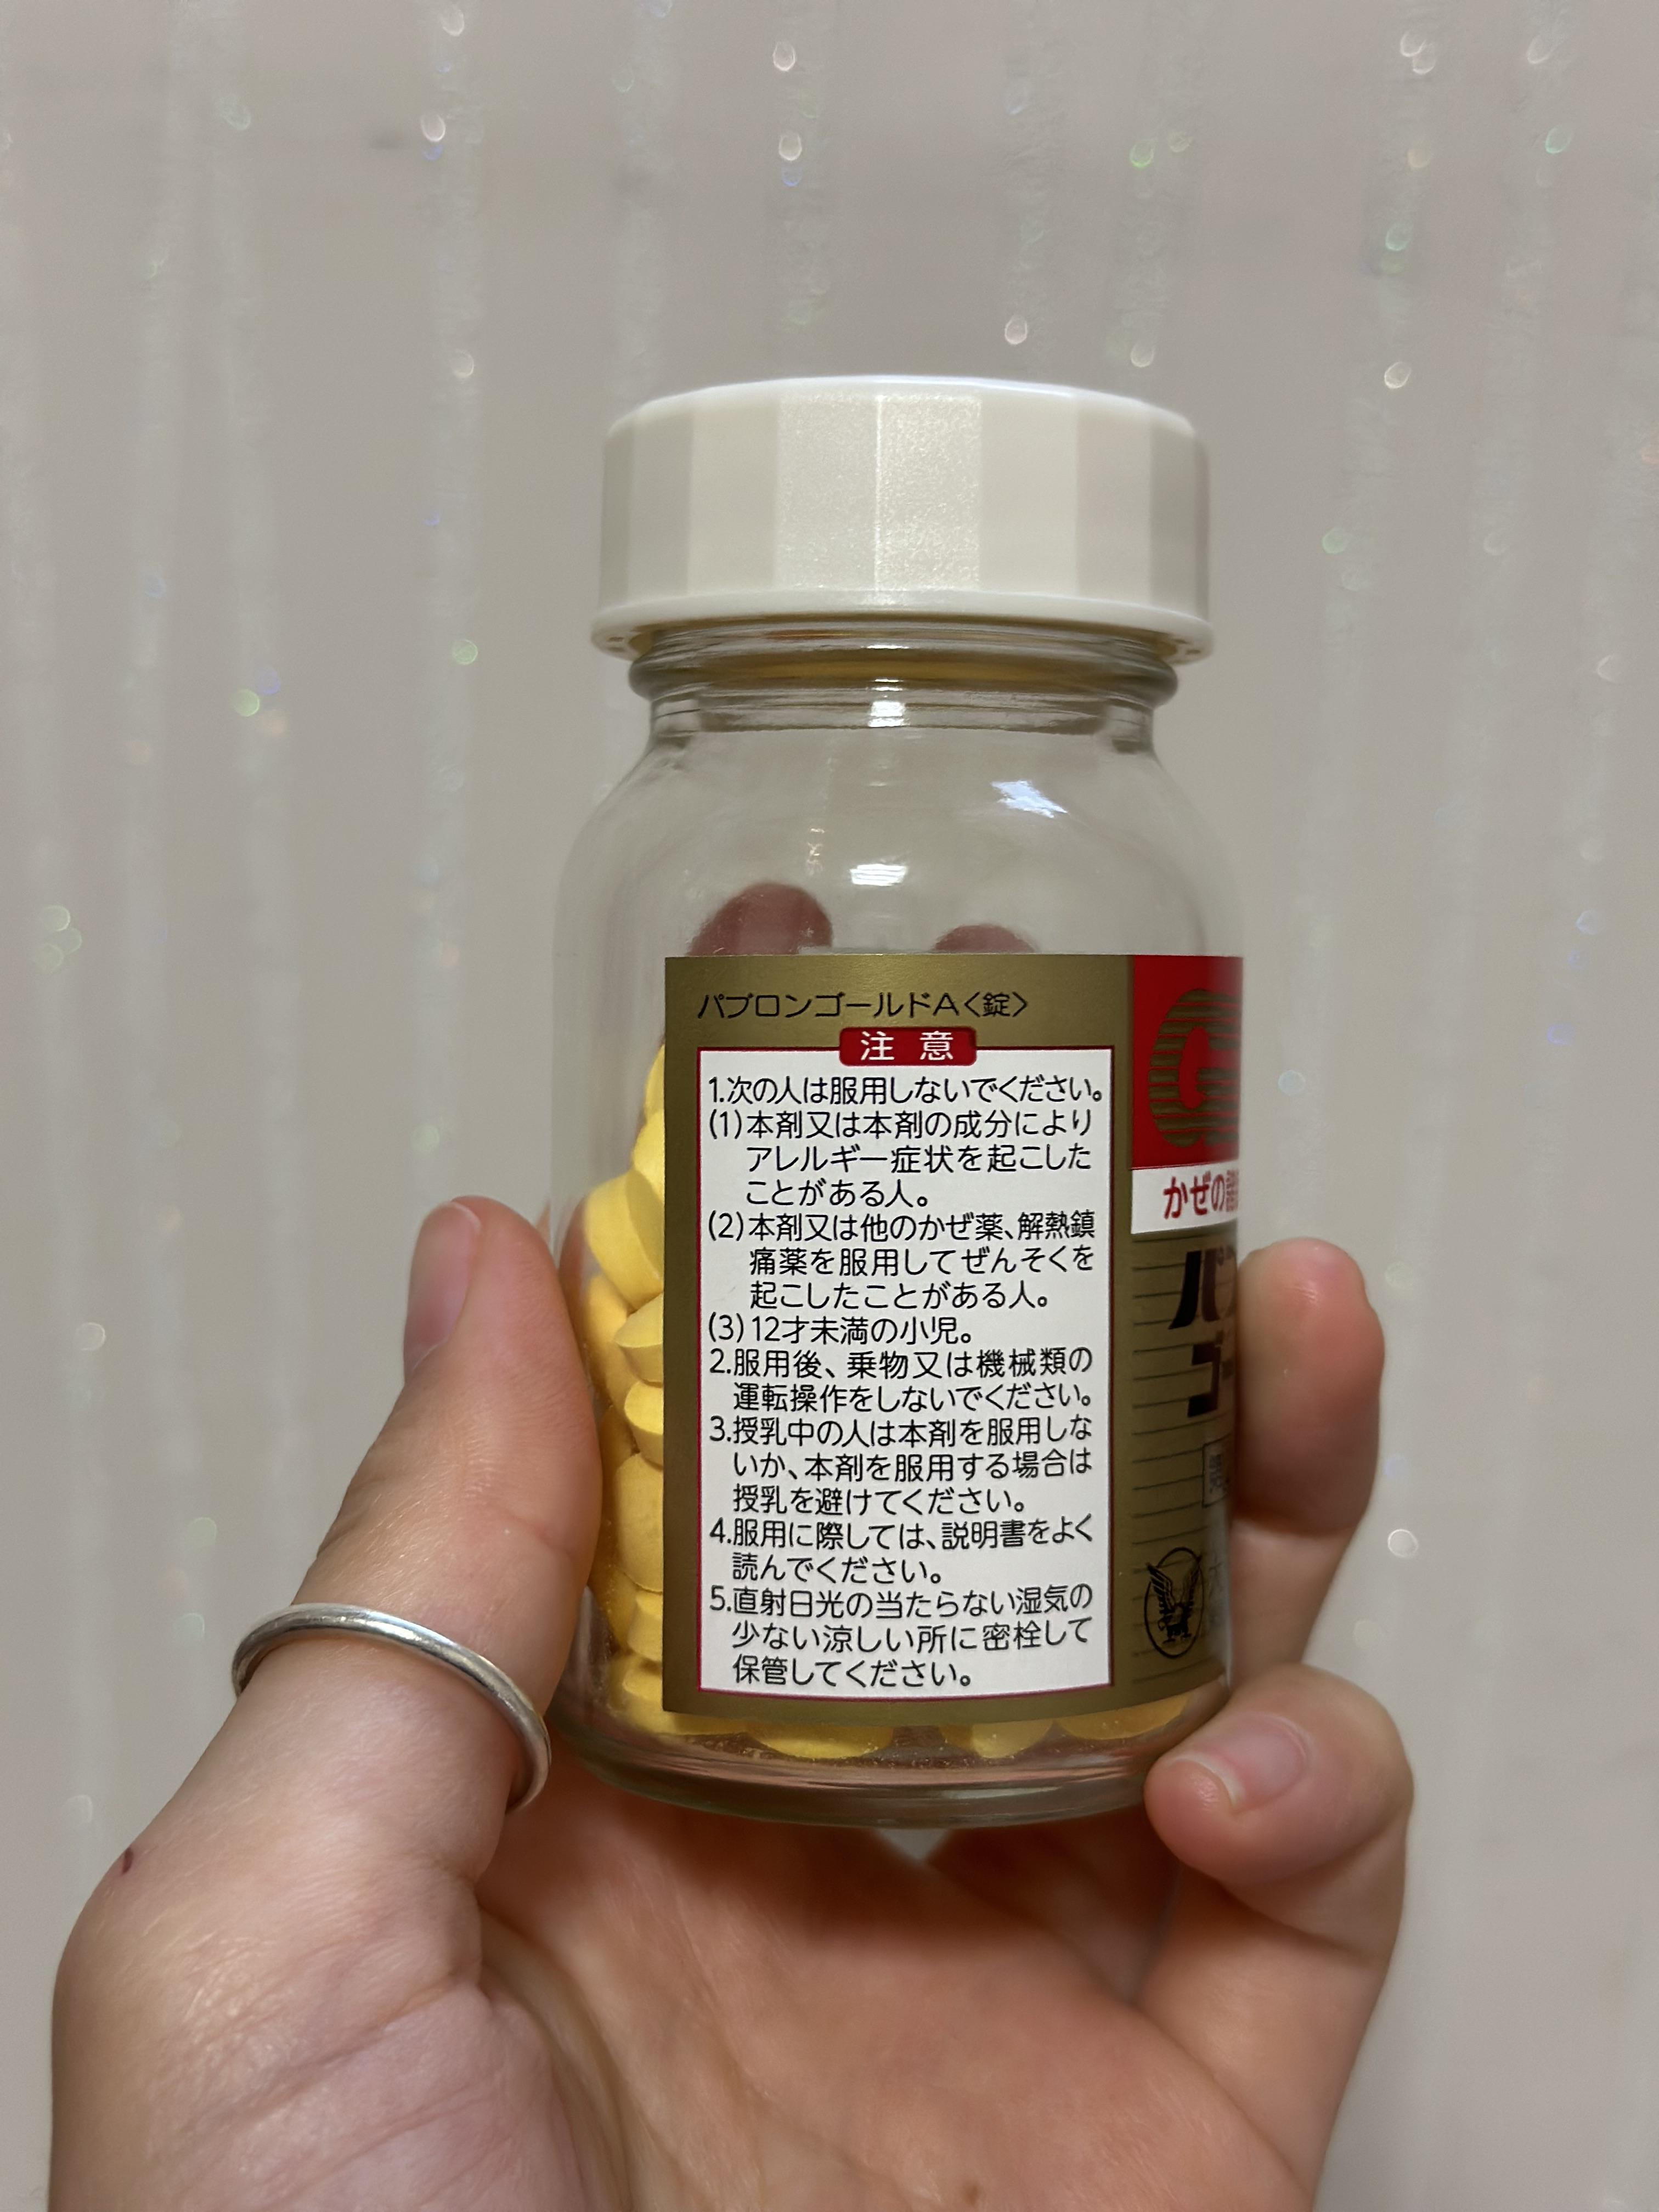 パブロンゴールドA〈錠〉
注意
1.次の人は服用しないでください。
(1)本剤又は本剤の成分により
アレルギー症状を起こした
ことがある人。
(2)本剤又は他のかぜ薬、解熱鎮
痛薬を服用してぜんそくを
起こしたことがある人。
(3)12才未満の小児。
2.服用後、乗物又は機械類の
運転操作をしないでください。
3.授乳中の人は本剤を服用しな
いか、本剤を服用する場合は
授乳を避けてください。
4.服用に際しては、説明書をよく
読んでください。
5.直射日光の当たらない湿気の
少ない涼しい所に密栓して
保管してください。
G
かぜの
パ
ゴ